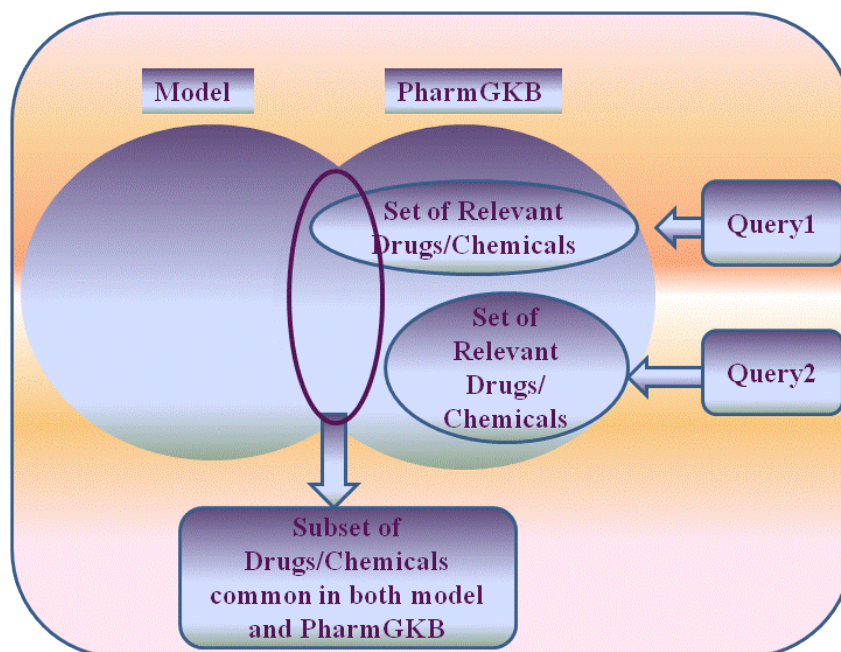 Model
PharmGKB
Set of Relevant
Drugs/Chemicals
Query1
Set of
Relevant
Drugs/
Chemicals
Query2
Subset of
Drugs/Chemicals
common in both model
and PharmGKB